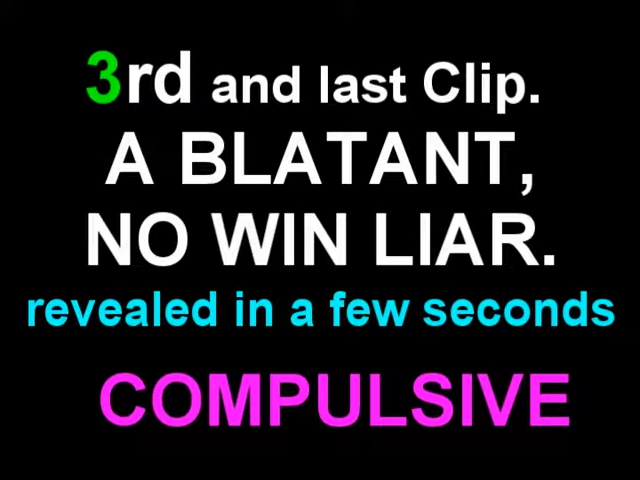 3rd and last Clip.
A BLATANT,
NO WIN LIAR.
revealed in a few seconds
COMPULSIVE